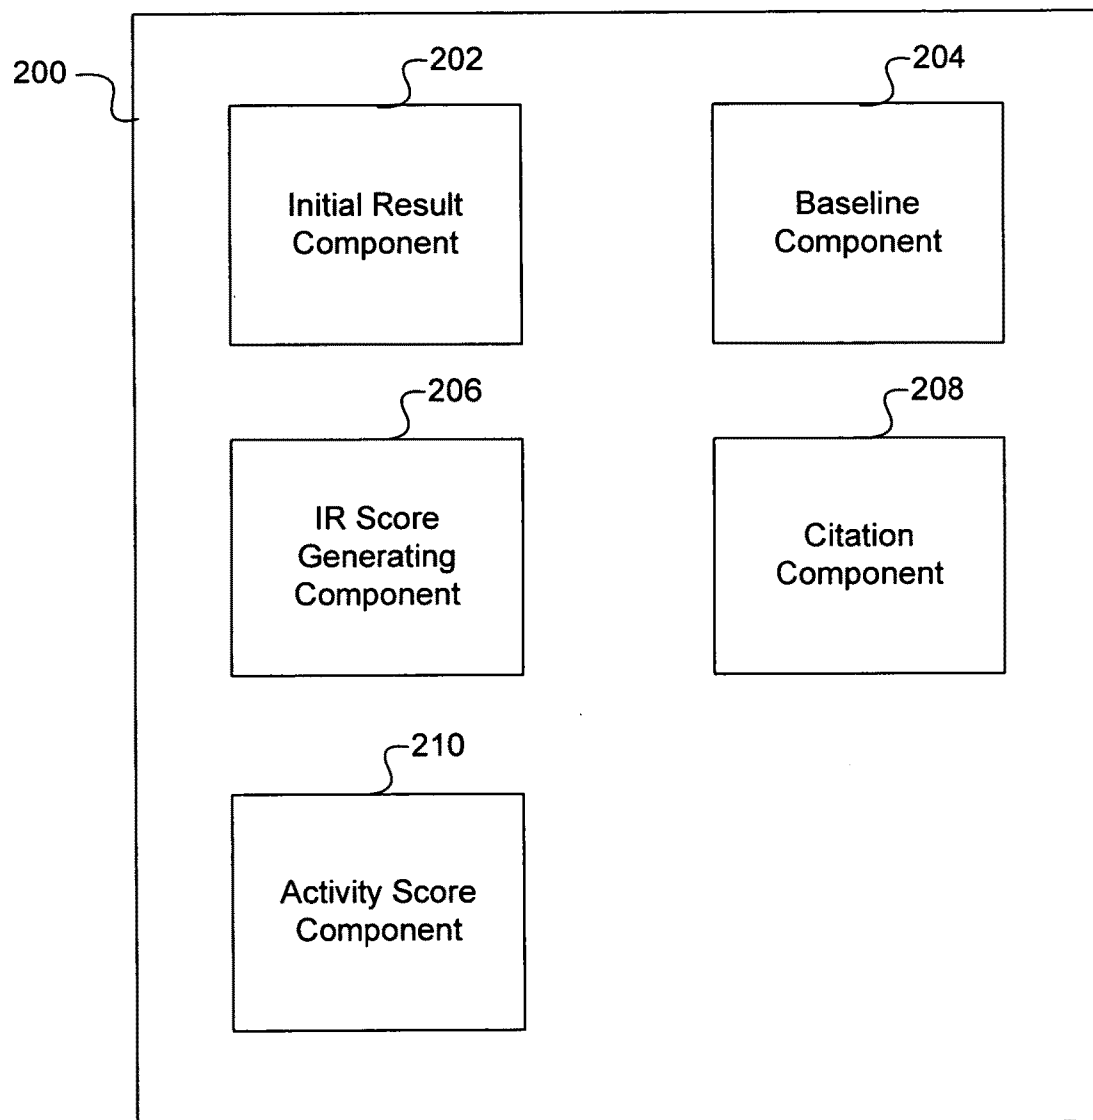 200
202
204
Initial Result
Component
Baseline
Component
206
208
IR Score
Generating
Component
Citation
Component
210
Activity Score
Component